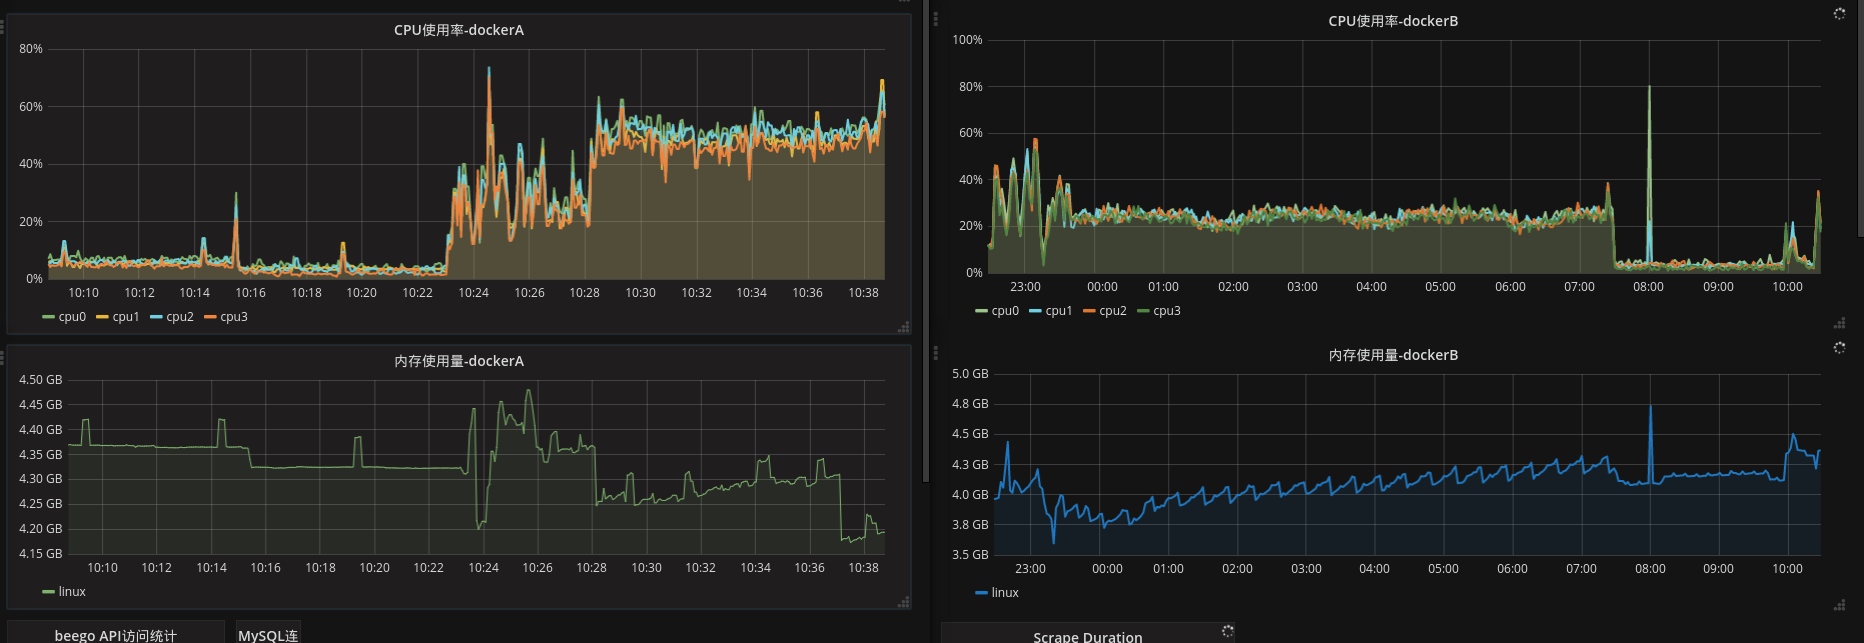 CPU使用率-dockerA
80%
60%
40%
20%
0%
10:10 10:12 10:14 10:16 10:18 10:20 10:22 10:24 10:26 10:28 10:30 10:32 10:34 10:36 10:38
cpu0 cpu1 cpu2 cpu3
CPU使用率-dockerB
100%
80%
60%
40%
20%
0%
23:00 00:00 01:00 02:00 03:00 04:00 05:00 06:00 07:00 08:00 09:00 10:00
cpu0 cpu1 cpu2 cpu3
内存使用量-dockerA
4.50 GB
4.45 GB
4.40 GB
4.35 GB
4.30 GB
4.25 GB
4.20 GB
4.15 GB
10:10 10:12 10:14 10:16 10:18 10:20 10:22 10:24 10:26 10:28 10:30 10:32 10:34 10:36 10:38
linux
内存使用量-dockerB
5.0 GB
4.8 GB
4.5 GB
4.3 GB
4.0 GB
3.8 GB
3.5 GB
23:00 00:00 01:00 02:00 03:00 04:00 05:00 06:00 07:00 08:00 09:00 10:00
linux
beego API访问统计
MySQL连
Scrape Duration